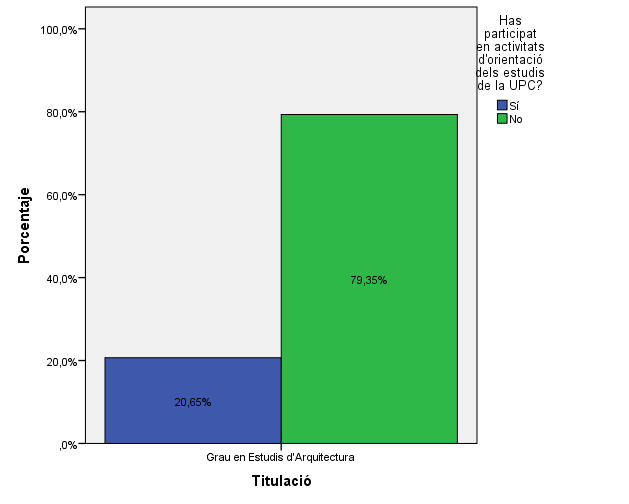 Has
participat
en activitats
d'orientació
dels estudis
de la UPC?
Sí
No
100,0%
80,0%
60,0%
40,0%
20,0%
,0%
Porcentaje
79,35%
20,65%
Grau en Estudis d'Arquitectura
Titulació